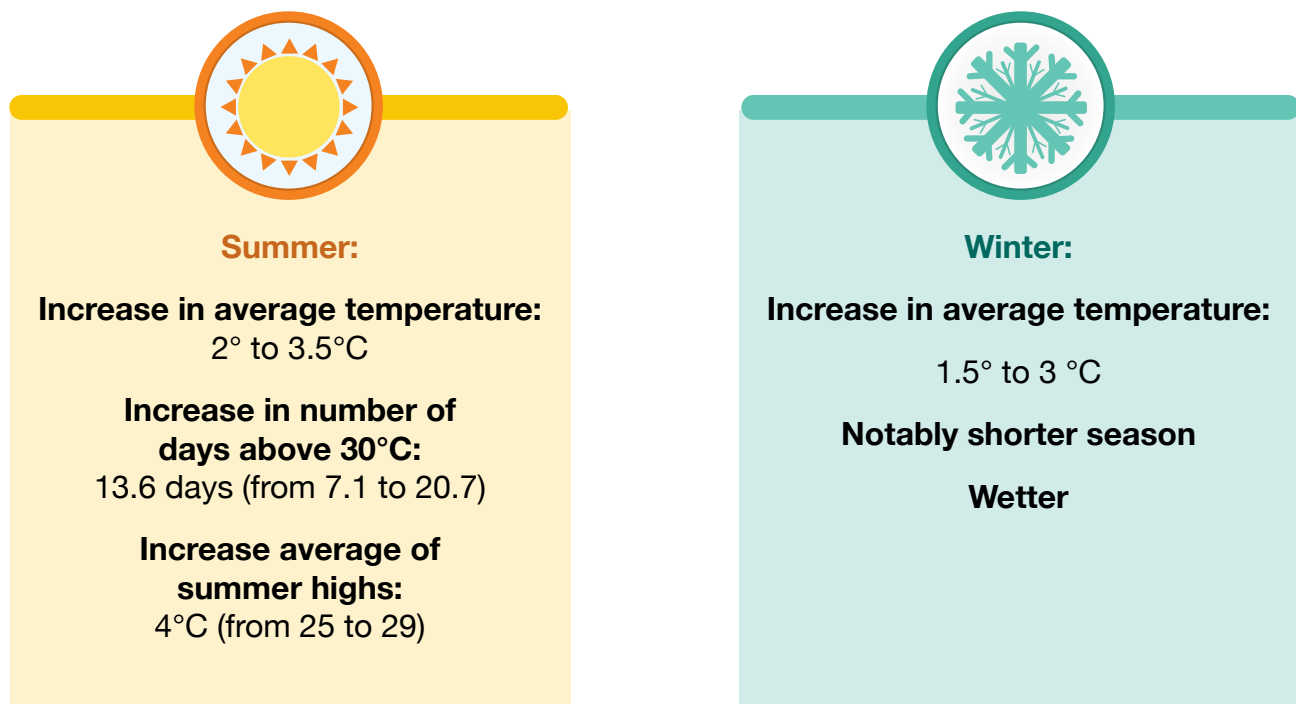 Summer:
Increase in average temperature:
2° to 3.5°C
Increase in number of
days above 30°C:
13.6 days (from 7.1 to 20.7)
Increase average of
summer highs:
4°C (from 25 to 29)
Winter:
Increase in average temperature:
1.5° to 3 °C
Notably shorter season
Wetter